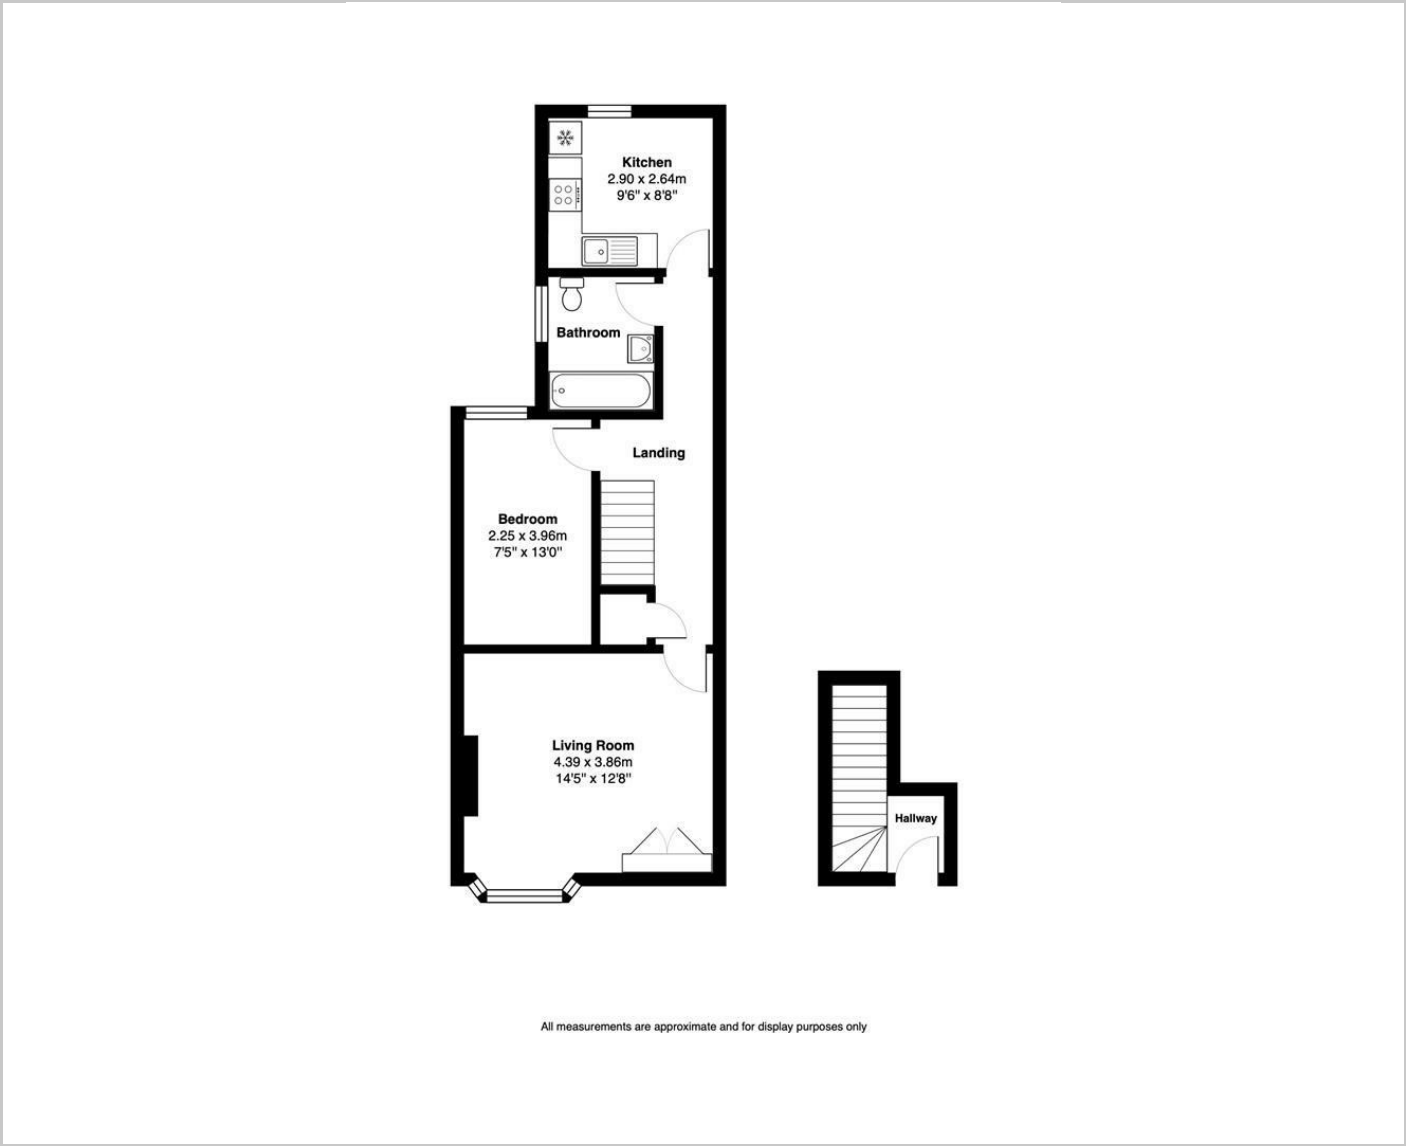 Kitchen
2.90 x 2.64m
9'6" x 8'8"
Bathroom
Landing
Bedroom
2.25 x 3.96m
7'5" x 13'0"
Living Room
4.39 x 3.86m
14'5" x 12'8"
Hallway
All measurements are approximate and for display purposes only